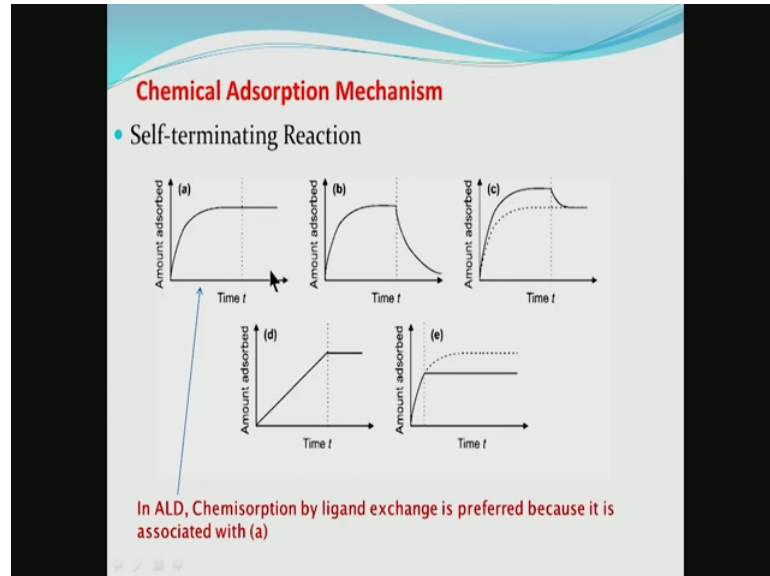 Chemical Adsorption Mechanism
• Self-terminating Reaction
Amount adsorbed
(a)
Time t
Amount adsorbed
(b)
Time t
Amount adsorbed
(c)
Time t
Amount adsorbed
(d)
Time t
Amount adsorbed
(e)
Time t
In ALD, Chemisorption by ligand exchange is preferred because it is
associated with (a)